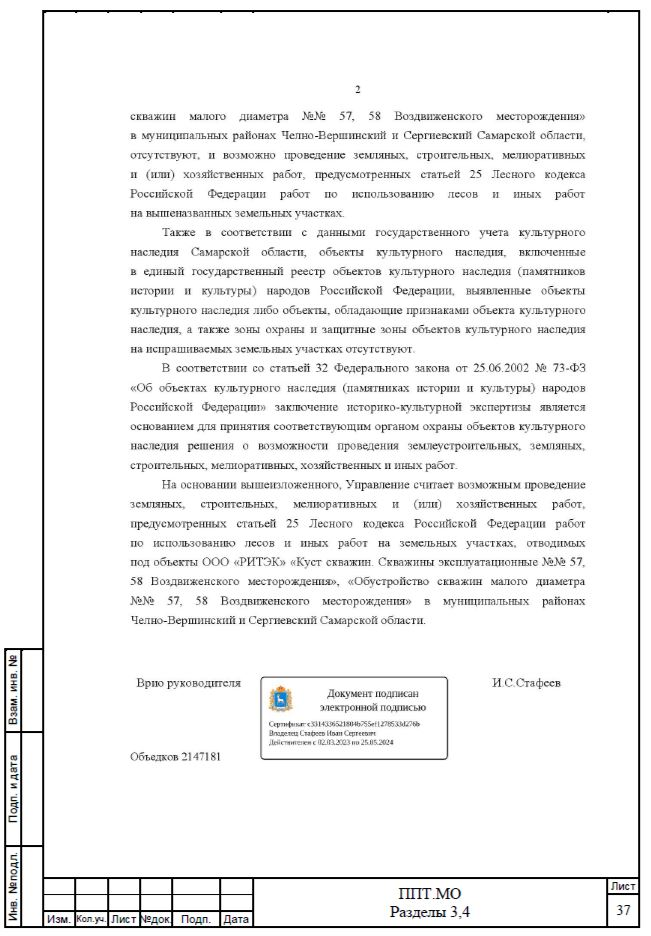 2
скважин малого диаметра №№ 57, 58 Воздвиженского месторождения»
в муниципальных районах Челно-Вершинский и Сергиевский Самарской области,
отсутствуют, и возможно проведение земляных, строительных, мелиоративных
и (или) хозяйственных работ, предусмотренных статьей 25 Лесного кодекса
Российской Федерации работ по использованию лесов и иных работ
на вышеназванных земельных участках.
Также в соответствии с данными государственного учета культурного
наследия Самарской области, объекты культурного наследия, включенные
в единый государственный реестр объектов культурного наследия (памятников
истории и культуры) народов Российской Федерации, выявленные объекты
культурного наследия либо объекты, обладающие признаками объекта культурного
наследия, а также зоны охраны и защитные зоны объектов культурного наследия
на испрашиваемых земельных участках отсутствуют.
В соответствии со статьей 32 Федерального закона от 25.06.2002 № 73-ФЗ
«Об объектах культурного наследия (памятниках истории и культуры) народов
Российской Федерации» заключение историко-культурной экспертизы является
основанием для принятия соответствующим органом охраны объектов культурного
наследия решения о возможности проведения землеустроительных, земляных,
строительных, мелиоративных, хозяйственных и иных работ.
На основании вышеизложенного, Управление считает возможным проведение
земляных, строительных, мелиоративных и (или) хозяйственных работ,
предусмотренных статьей 25 Лесного кодекса Российской Федерации работ
по использованию лесов и иных работ на земельных участках, отводимых
под объекты ООО «РИТЭК» «Куст скважин. Скважины эксплуатационные №№ 57,
58 Воздвиженского месторождения», «Обустройство скважин малого диаметра
№№ 57, 58 Воздвиженского месторождения» в муниципальных районах
Челно-Вершинский и Сергиевский Самарской области.
Врио руководителя
Документ подписан
электронной подписью
Сертификат c3314336521804b755ef1278533d276b
Владелец Стафеев Иван Сергеевич
Действителен с 02.03.2023 по 25.05.2024
И.С.Стафеев
Объедков 2147181
Взам. инв. №
Подп. и дата
Инв. №подл.
Изм. Кол.уч. Лист №док. Подп. Дата
ППТ.МО
Разделы 3,4
Лист
37